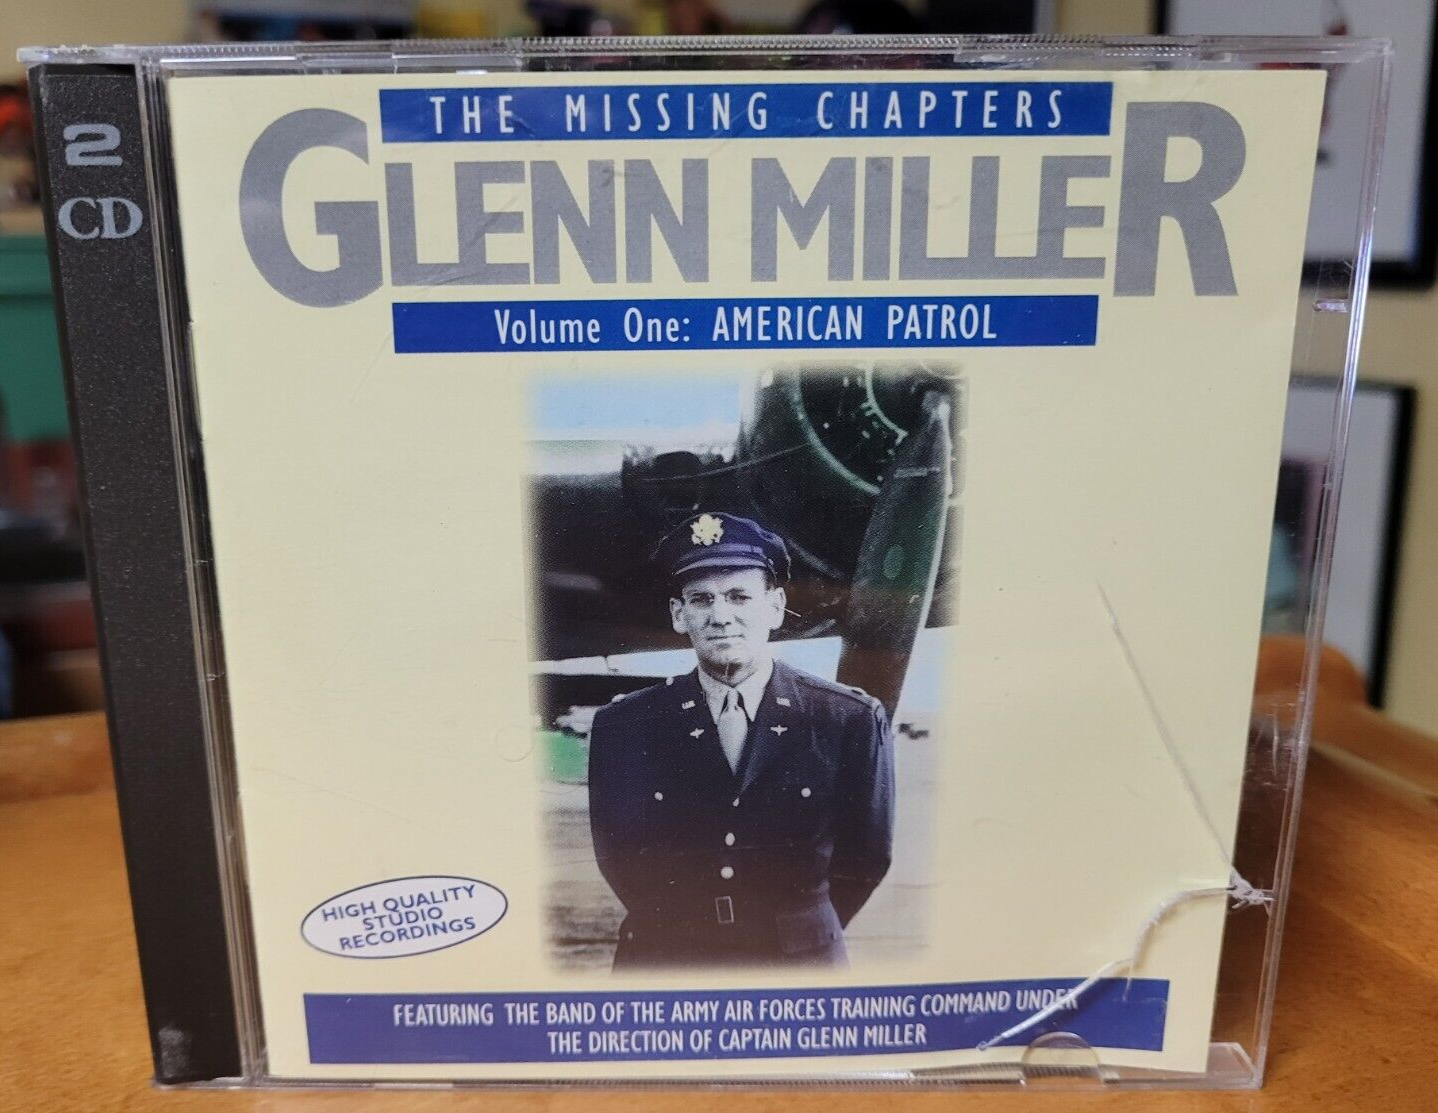 2
CD
THE MISSING CHAPTERS
GLENN MILLER
Volume One: AMERICAN PATROL
HIGH QUALITY
STUDIO
RECORDINGS
FEATURING THE BAND OF THE ARMY AIR FORCES TRAINING COMMAND UNDER
THE DIRECTION OF CAPTAIN GLENN MILLER